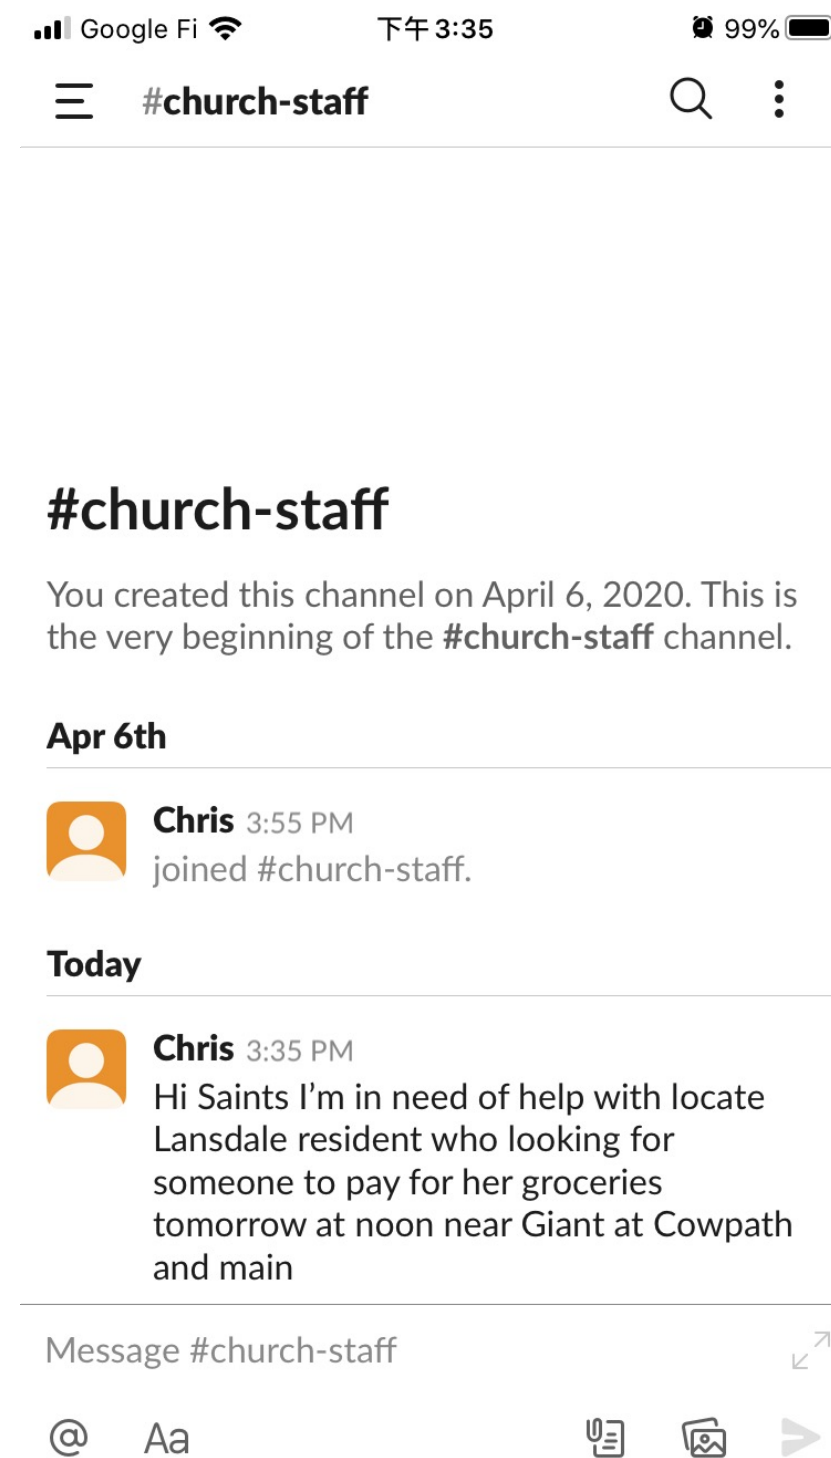 Google Fi 下午3:35 99%
#church-staff
#church-staff
You created this channel on April 6, 2020. This is
the very beginning of the #church-staff channel.
Apr 6th
Chris 3:55 PM
joined #church-staff.
Today
Chris 3:35 PM
Hi Saints I’m in need of help with locate
Lansdale resident who looking for
someone to pay for her groceries
tomorrow at noon near Giant at Cowpath
and main
Message #church-staff
@ Aa